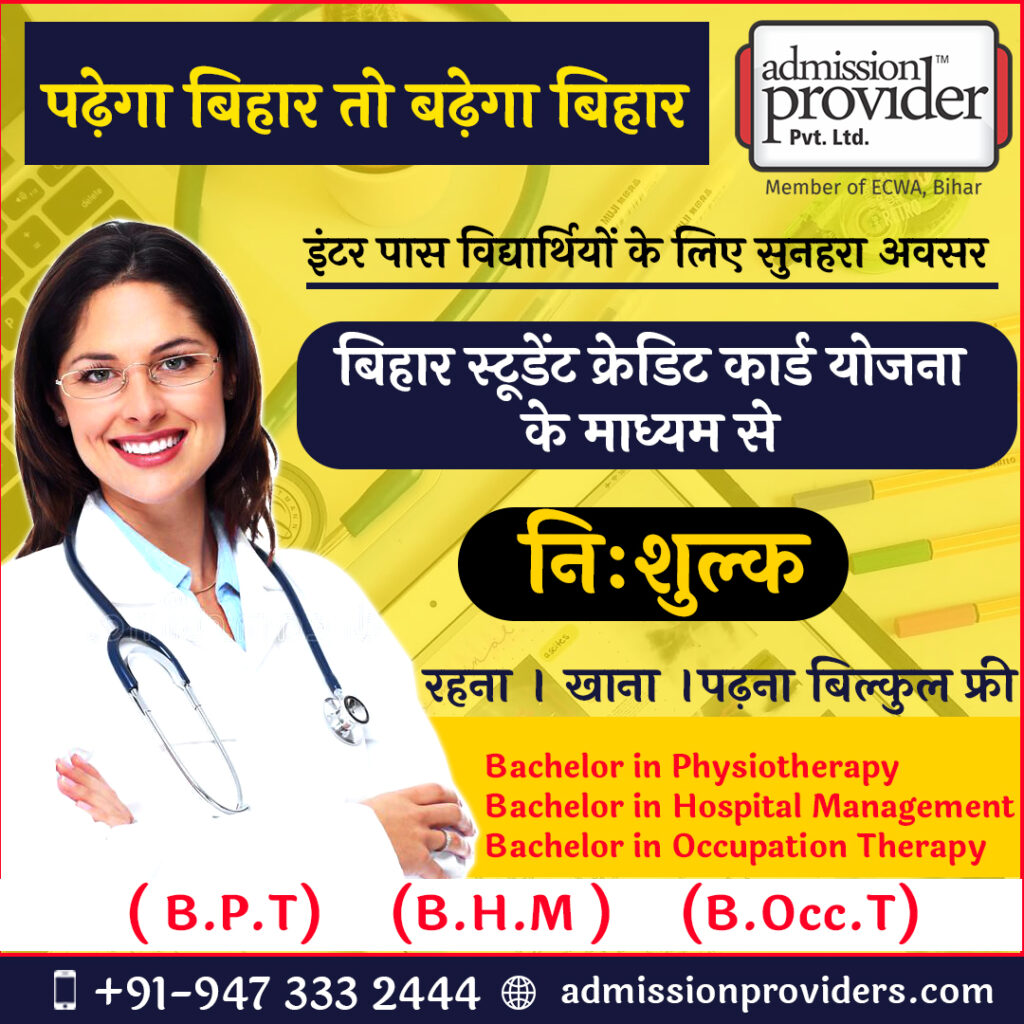 पढ़ेगा बिहार तो बढ़ेगा बिहार
admission™
provider
Pvt. Ltd.
Member of ECWA, Bihar
इंटर पास विद्यार्थियों के लिए सुनहरा अवसर
बिहार स्टूडेंट क्रेडिट कार्ड योजना
के माध्यम से
नि:शुल्क
रहना । खाना ।पढ़ना बिल्कुल फ्री
Bachelor in Physiotherapy
Bachelor in Hospital Management
Bachelor in Occupation Therapy
( B.P.T) (B.H.M ) (B.Occ.T)
+91-947 333 2444 admissionproviders.com